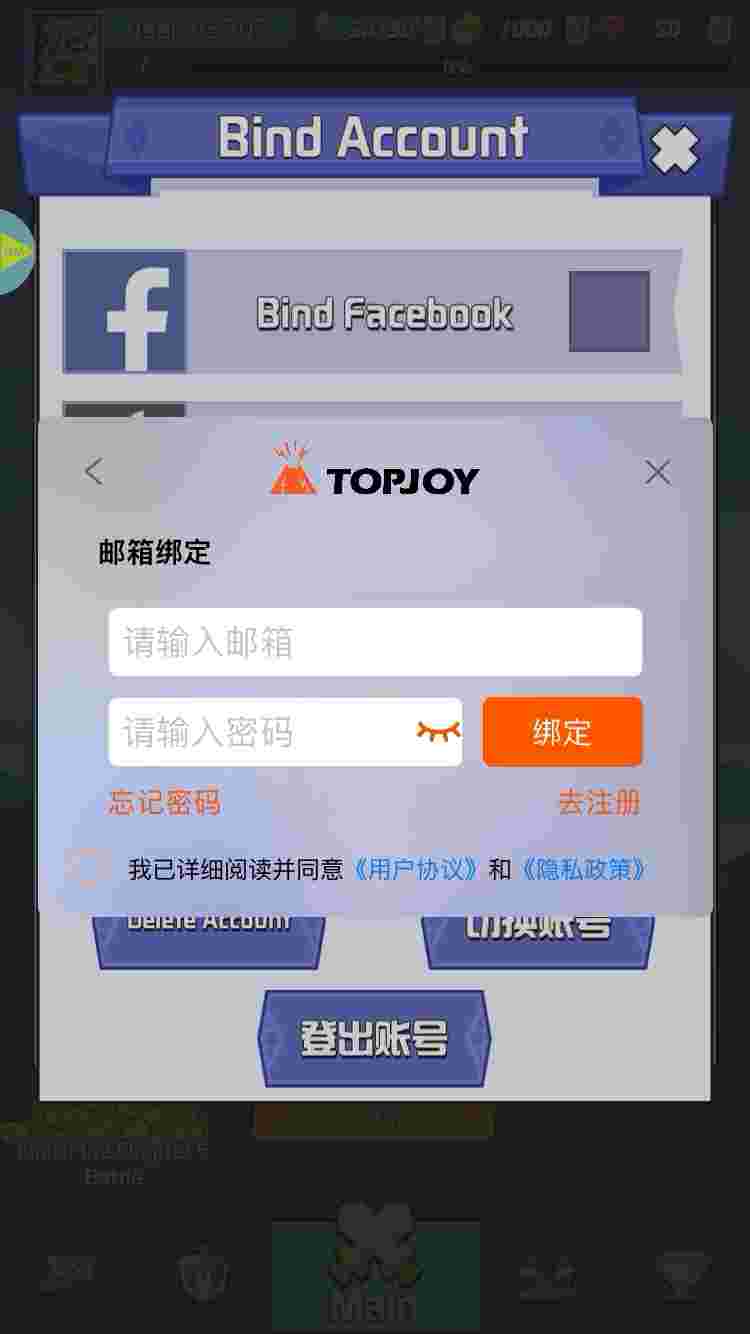 Bind Account
Bind Facebook
TOPJOY
邮箱绑定
请输入邮箱
请输入密码
绑定
忘记密码
去注册
我已详细阅读并同意《用户协议》和《隐私政策》
Delete Account
切换账号
登出账号
Battle
Main